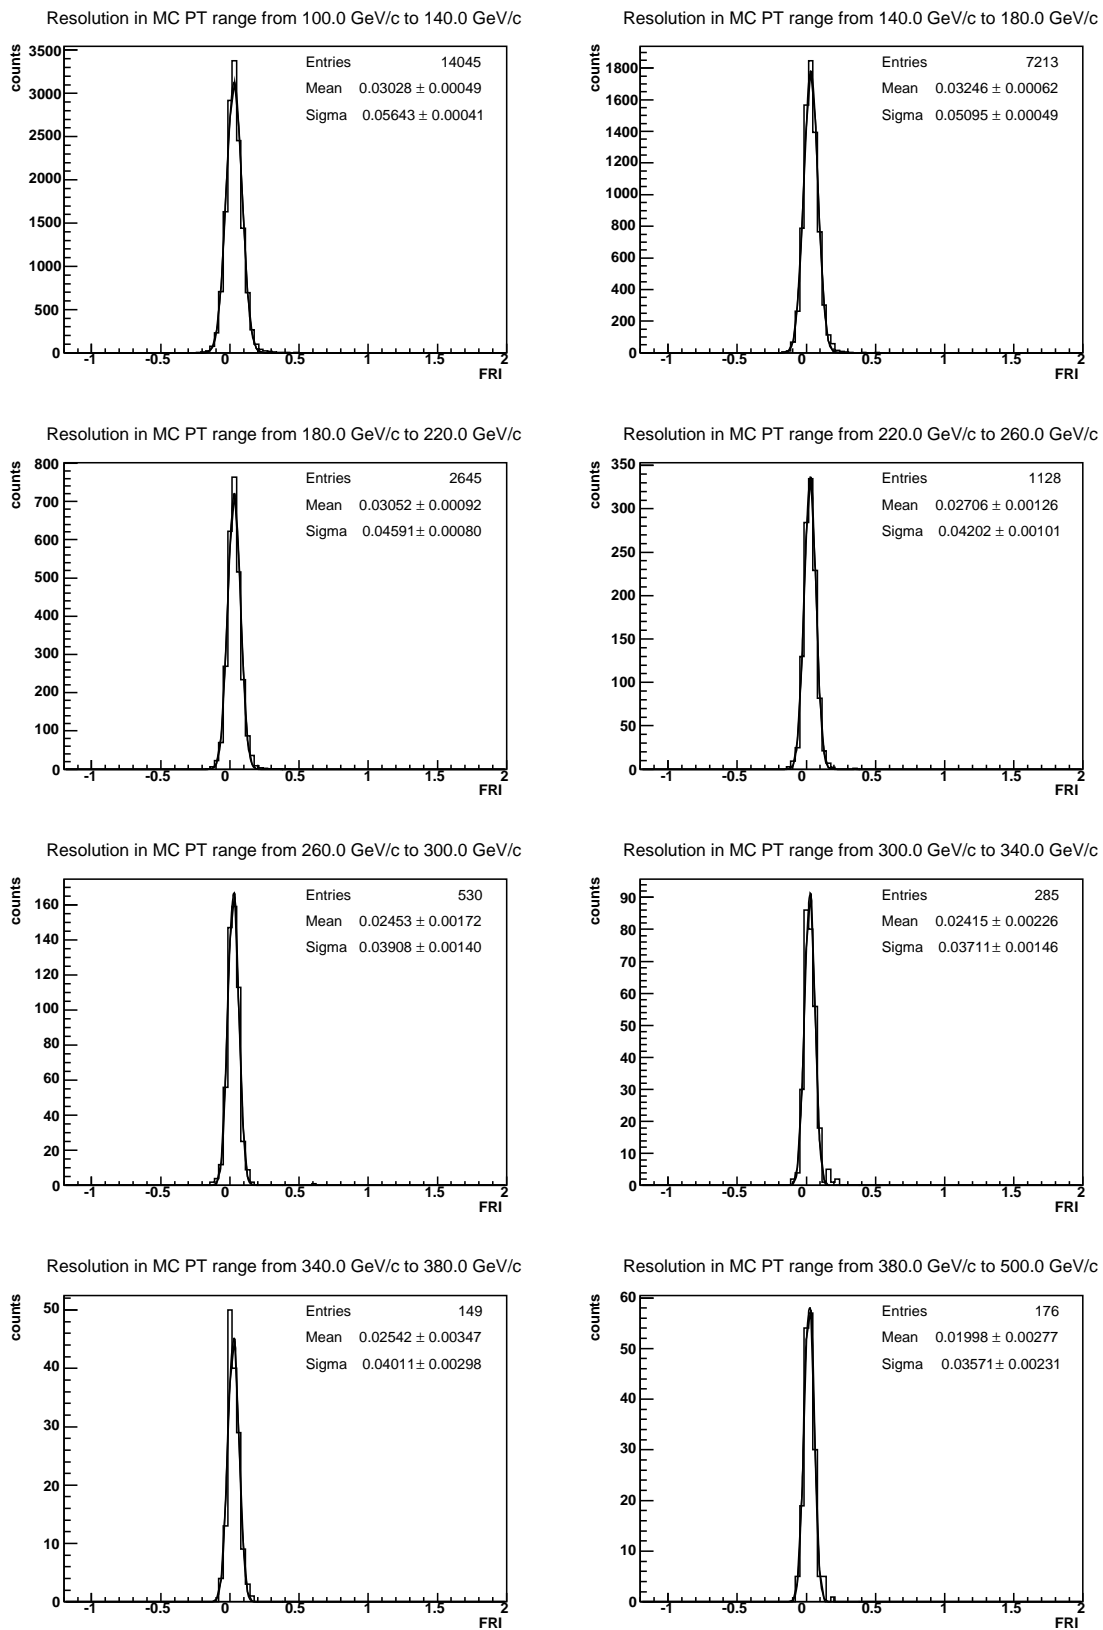 Resolution in MC PT range from 100.0 GeV/c to 140.0 GeV/c
counts
3500
3000
2500
2000
1500
1000
500
0
Entries 14045
Mean 0.03028 ± 0.00049
Sigma 0.05643 ± 0.00041
-1 -0.5 0 0.5 1 1.5 2
FRI
Resolution in MC PT range from 140.0 GeV/c to 180.0 GeV/c
counts
1800
1600
1400
1200
1000
800
600
400
200
0
Entries 7213
Mean 0.03246 ± 0.00062
Sigma 0.05095 ± 0.00049
-1 -0.5 0 0.5 1 1.5 2
FRI
Resolution in MC PT range from 180.0 GeV/c to 220.0 GeV/c
counts
800
700
600
500
400
300
200
100
0
Entries 2645
Mean 0.03052 ± 0.00092
Sigma 0.04591 ± 0.00080
-1 -0.5 0 0.5 1 1.5 2
FRI
Resolution in MC PT range from 220.0 GeV/c to 260.0 GeV/c
counts
350
300
250
200
150
100
50
0
Entries 1128
Mean 0.02706 ± 0.00126
Sigma 0.04202 ± 0.00101
-1 -0.5 0 0.5 1 1.5 2
FRI
Resolution in MC PT range from 260.0 GeV/c to 300.0 GeV/c
counts
160
140
120
100
80
60
40
20
0
Entries 530
Mean 0.02453 ± 0.00172
Sigma 0.03908 ± 0.00140
-1 -0.5 0 0.5 1 1.5 2
FRI
Resolution in MC PT range from 300.0 GeV/c to 340.0 GeV/c
counts
90
80
70
60
50
40
30
20
10
0
Entries 285
Mean 0.02415 ± 0.00226
Sigma 0.03711 ± 0.00146
-1 -0.5 0 0.5 1 1.5 2
FRI
Resolution in MC PT range from 340.0 GeV/c to 380.0 GeV/c
counts
50
40
30
20
10
0
Entries 149
Mean 0.02542 ± 0.00347
Sigma 0.04011 ± 0.00298
-1 -0.5 0 0.5 1 1.5 2
FRI
Resolution in MC PT range from 380.0 GeV/c to 500.0 GeV/c
counts
60
50
40
30
20
10
0
Entries 176
Mean 0.01998 ± 0.00277
Sigma 0.03571 ± 0.00231
-1 -0.5 0 0.5 1 1.5 2
FRI